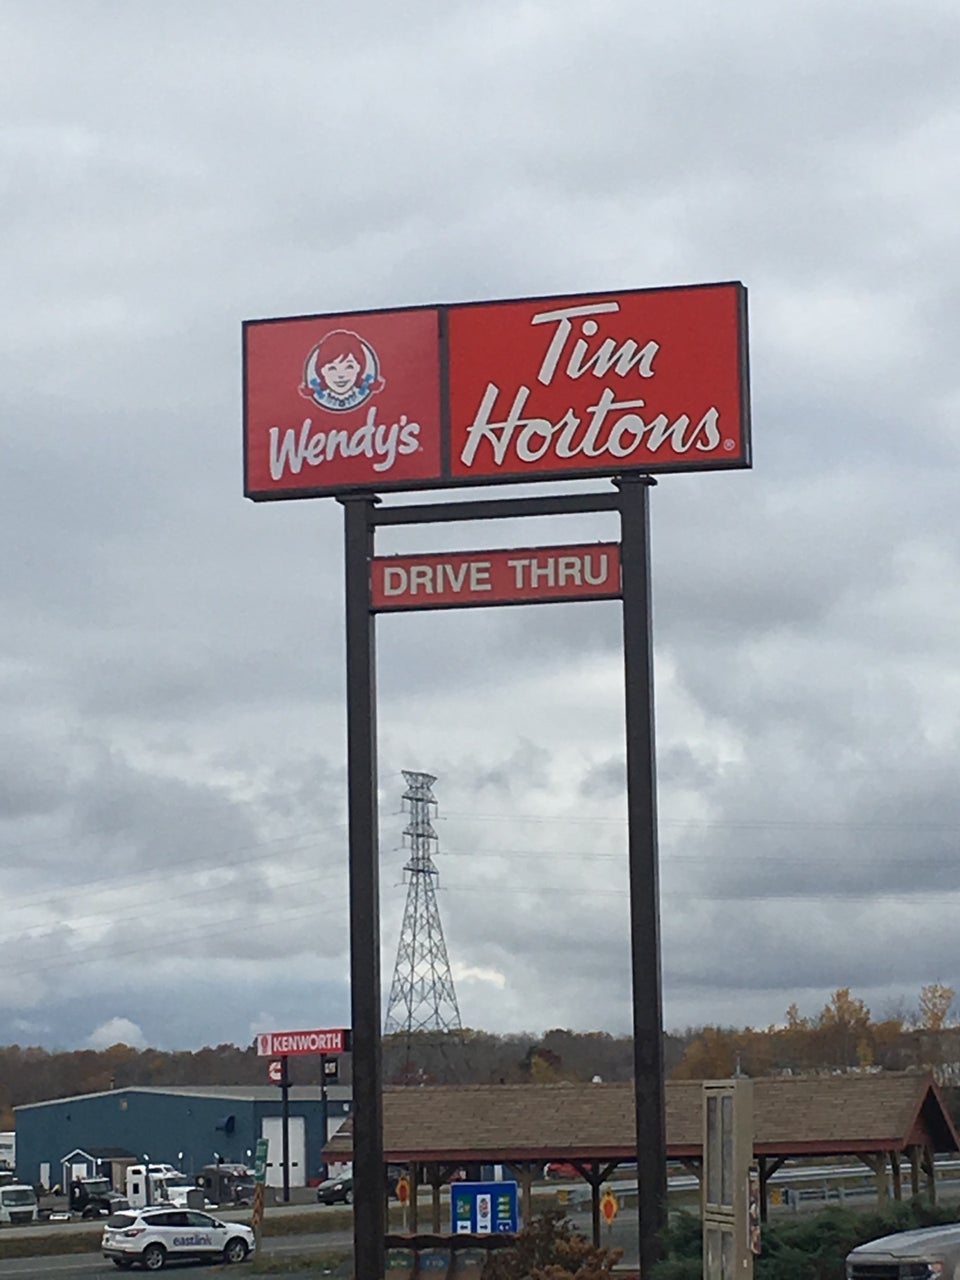 Wendy's
Tim
Hortons®
DRIVE THRU
KENWORTH
eastlink